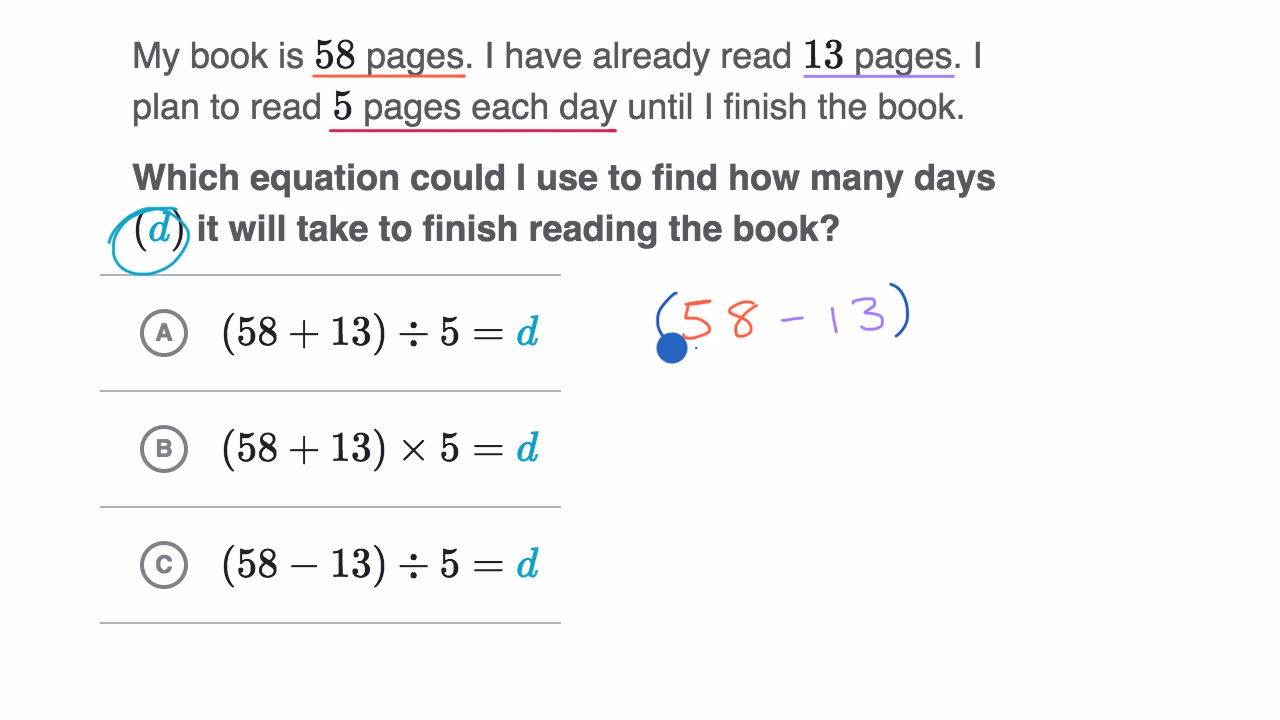 My book is 58 pages. I have already read 13 pages. I
plan to read 5 pages each day until I finish the book.
Which equation could I use to find how many days
(d) it will take to finish reading the book?
A (58 + 13) ÷ 5 = d
(58 - 13)
B (58 + 13) × 5 = d
C (58 − 13) ÷ 5 = d